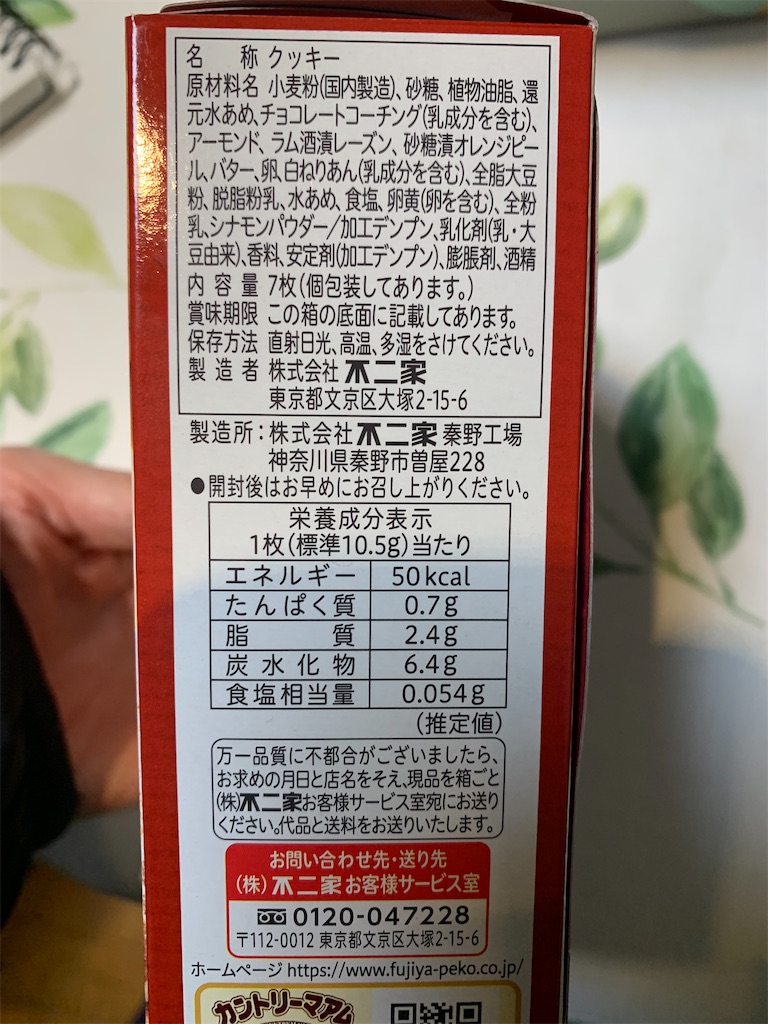 名称 クッキー
原材料名 小麦粉(国内製造)、砂糖、植物油脂、還
元水あめ、チョコレートコーチング(乳成分を含む)、
アーモンド、ラム酒漬レーズン、砂糖漬オレンジピー
ル、バター、卵、白ねりあん(乳成分を含む)、全脂大豆
粉、脱脂粉乳、水あめ、食塩、卵黄(卵を含む)、全粉
乳、シナモンパウダー/加工デンプン、乳化剤(乳・大
豆由来)、香料、安定剤(加工デンプン)、膨脹剤、酒精
内容量 7枚(個包装してあります。)
賞味期限 この箱の底面に記載してあります。
保存方法 直射日光、高温、多湿をさけてください。
製造者 株式会社 不二家
東京都文京区大塚2-15-6
製造所:株式会社 不二家 秦野工場
神奈川県秦野市曽屋228
●開封後はお早めにお召し上がりください。
栄養成分表示
1枚(標準10.5g)当たり
エネルギー 50kcal
たんぱく質 0.7g
脂質 2.4g
炭水化物 6.4g
食塩相当量 0.054g
(推定値)
万一品質に不都合がございましたら、
お求めの月日と店名をそえ、現品を箱ごと
(株)不二家お客様サービス室宛にお送り
ください。代品と送料をお送りいたします。
お問い合わせ先・送り先
(株)不二家 お客様サービス室
0120-047228
〒112-0012 東京都文京区大塚2-15-6
ホームページ https://www.fujiya-peko.co.jp/
カントリーマアム